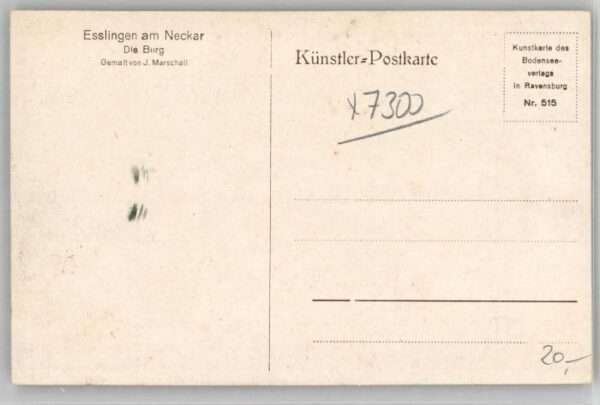 Esslingen am Neckar
Die Burg
Gemalt von J. Marschall
Künstler-Postkarte
Kunstkarte des
Bodensee-
verlags
in Ravensburg
Nr. 515
x7300
20,-